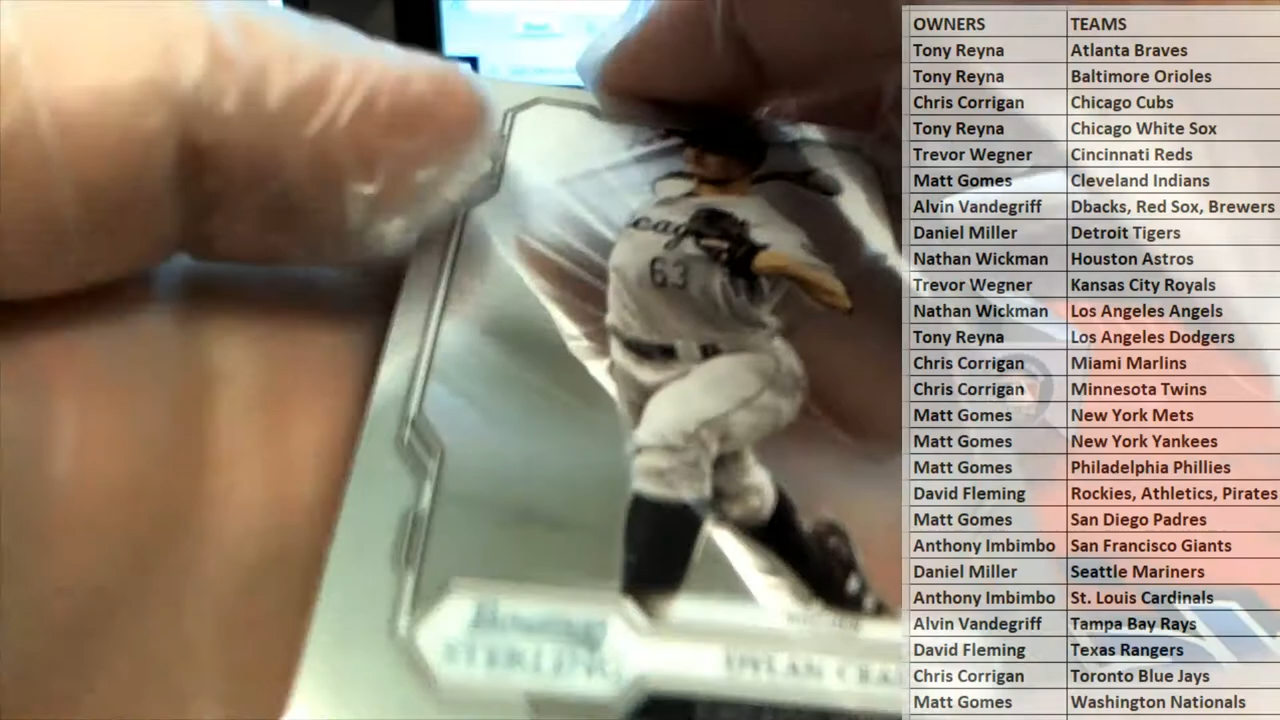 OWNERS TEAMS
Tony Reyna Atlanta Braves
Tony Reyna Baltimore Orioles
Chris Corrigan Chicago Cubs
Tony Reyna Chicago White Sox
Trevor Wegner Cincinnati Reds
Matt Gomes Cleveland Indians
Alvin Vandegriff Dbacks, Red Sox, Brewers
Daniel Miller Detroit Tigers
Nathan Wickman Houston Astros
Trevor Wegner Kansas City Royals
Nathan Wickman Los Angeles Angels
Tony Reyna Los Angeles Dodgers
Chris Corrigan Miami Marlins
Chris Corrigan Minnesota Twins
Matt Gomes New York Mets
Matt Gomes New York Yankees
Matt Gomes Philadelphia Phillies
David Fleming Rockies, Athletics, Pirates
Matt Gomes San Diego Padres
Anthony Imbimbo San Francisco Giants
Daniel Miller Seattle Mariners
Anthony Imbimbo St. Louis Cardinals
Alvin Vandegriff Tampa Bay Rays
David Fleming Texas Rangers
Chris Corrigan Toronto Blue Jays
Matt Gomes Washington Nationals
63
STERLING
DYLAN